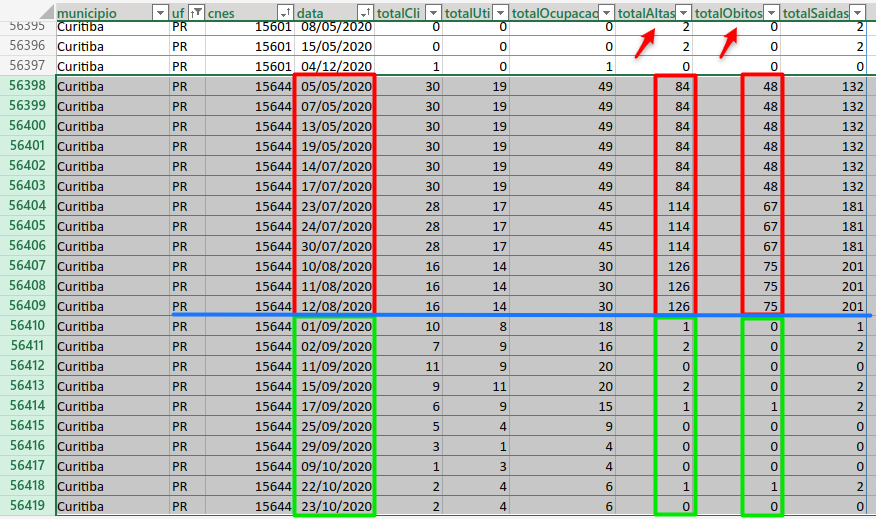 municipio uf cnes data totalCli totalUti totalOcupacao totalAltas totalObitos totalSaidas
56395 Curitiba PR 15601 08/05/2020 0 0 0 2 0 2
56396 Curitiba PR 15601 15/05/2020 0 0 0 2 0 2
56397 Curitiba PR 15601 04/12/2020 1 0 1 0 0 0
56398 Curitiba PR 15644 05/05/2020 30 19 49 84 48 132
56399 Curitiba PR 15644 07/05/2020 30 19 49 84 48 132
56400 Curitiba PR 15644 13/05/2020 30 19 49 84 48 132
56401 Curitiba PR 15644 19/05/2020 30 19 49 84 48 132
56402 Curitiba PR 15644 14/07/2020 30 19 49 84 48 132
56403 Curitiba PR 15644 17/07/2020 30 19 49 84 48 132
56404 Curitiba PR 15644 23/07/2020 28 17 45 114 67 181
56405 Curitiba PR 15644 24/07/2020 28 17 45 114 67 181
56406 Curitiba PR 15644 30/07/2020 28 17 45 114 67 181
56407 Curitiba PR 15644 10/08/2020 16 14 30 126 75 201
56408 Curitiba PR 15644 11/08/2020 16 14 30 126 75 201
56409 Curitiba PR 15644 12/08/2020 16 14 30 126 75 201
56410 Curitiba PR 15644 01/09/2020 10 8 18 1 0 1
56411 Curitiba PR 15644 02/09/2020 7 9 16 2 0 2
56412 Curitiba PR 15644 11/09/2020 11 9 20 0 0 0
56413 Curitiba PR 15644 15/09/2020 9 11 20 2 0 2
56414 Curitiba PR 15644 17/09/2020 6 9 15 1 1 2
56415 Curitiba PR 15644 25/09/2020 5 4 9 0 0 0
56416 Curitiba PR 15644 29/09/2020 3 1 4 0 0 0
56417 Curitiba PR 15644 09/10/2020 1 3 4 0 0 0
56418 Curitiba PR 15644 22/10/2020 2 4 6 1 1 2
56419 Curitiba PR 15644 23/10/2020 2 4 6 0 0 0